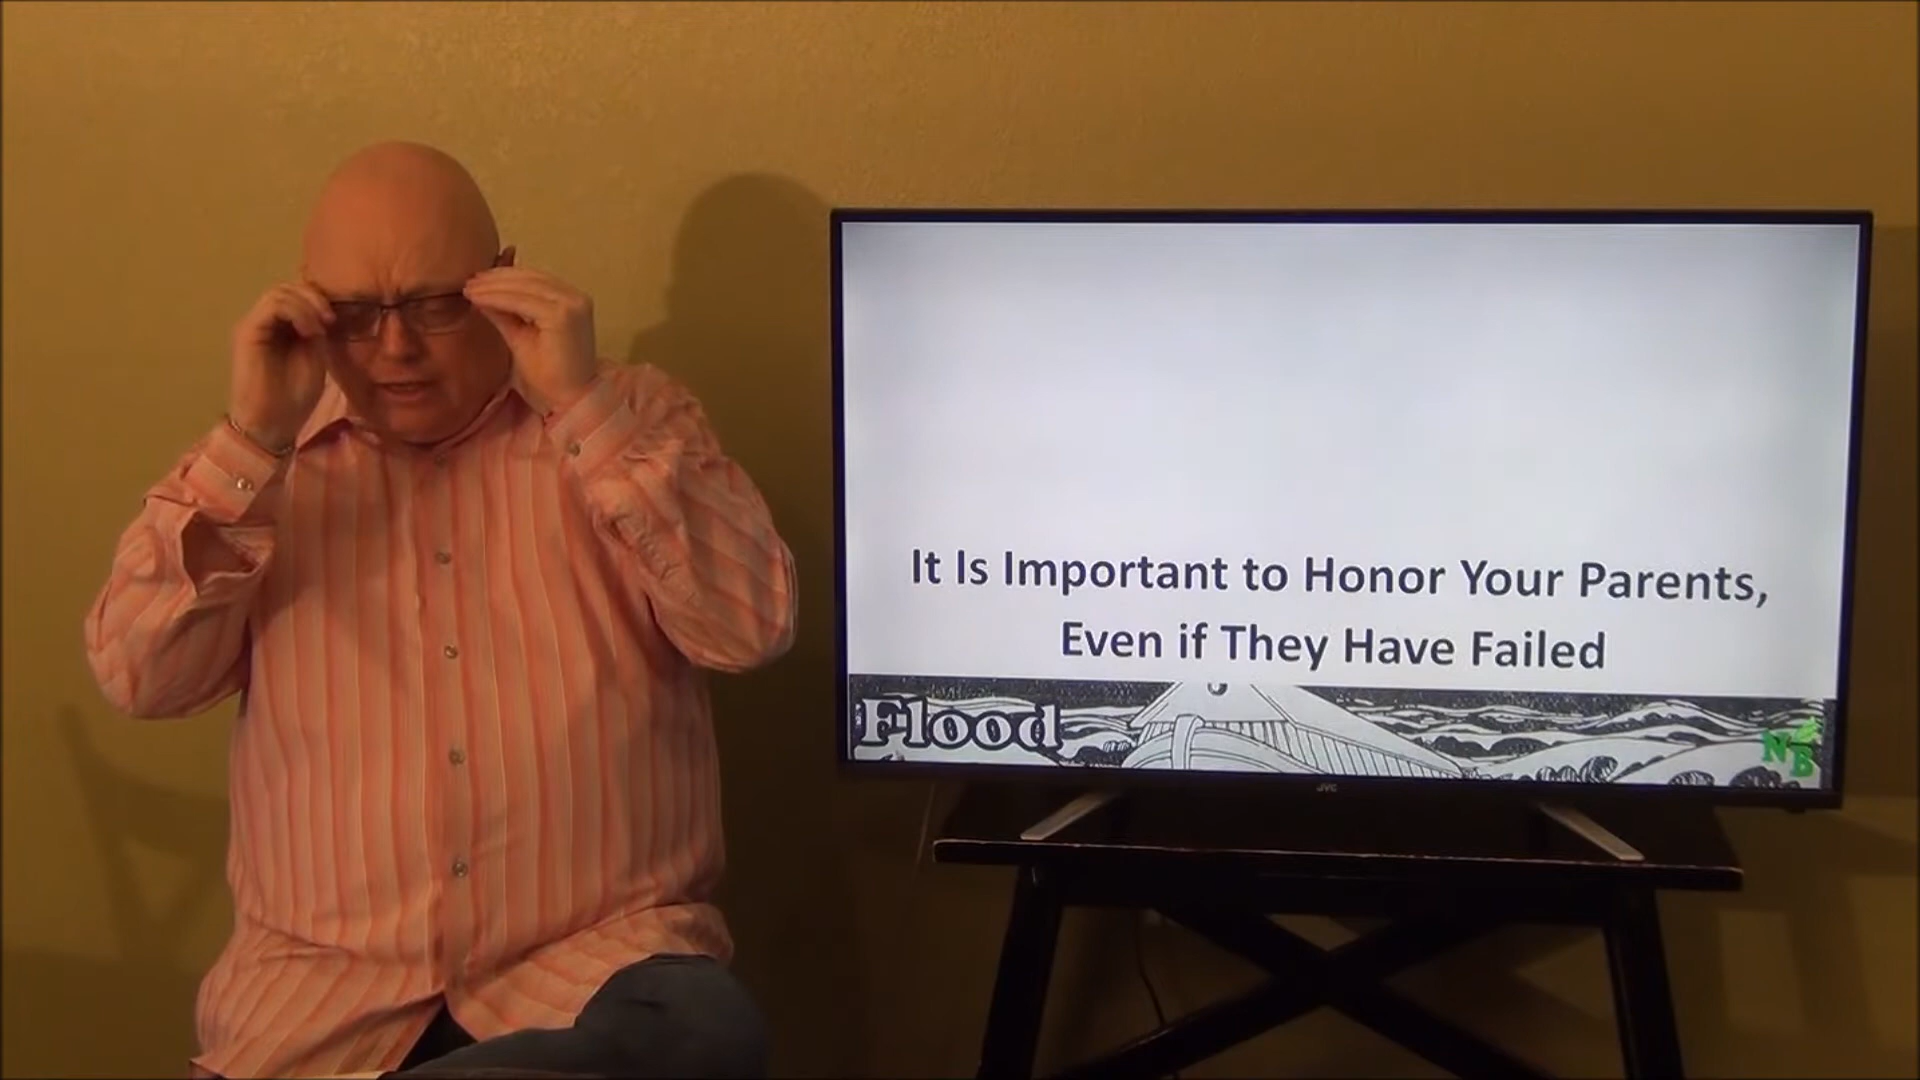 It Is Important to Honor Your Parents,
Even if They Have Failed
Flood
NB
JVC